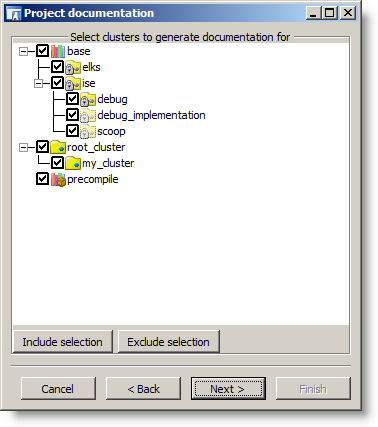 Project documentation
Select clusters to generate documentation for
base
elks
ise
debug
debug_implementation
scoop
root_cluster
my_cluster
precompile
Include selection
Exclude selection
Cancel
< Back
Next >
Finish